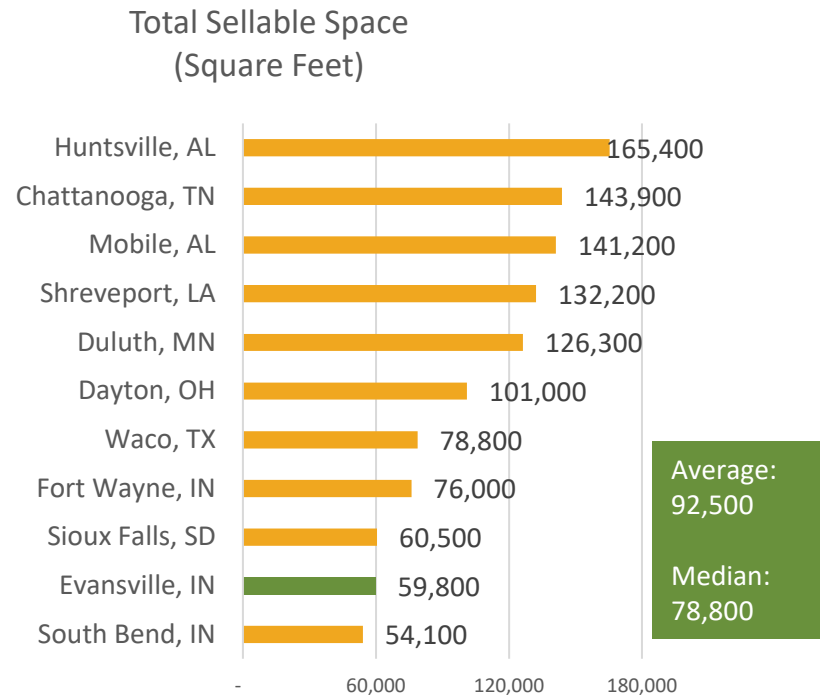 Total Sellable Space
(Square Feet)
Huntsville, AL 165,400
Chattanooga, TN 143,900
Mobile, AL 141,200
Shreveport, LA 132,200
Duluth, MN 126,300
Dayton, OH 101,000
Waco, TX 78,800
Fort Wayne, IN 76,000
Sioux Falls, SD 60,500
Evansville, IN 59,800
South Bend, IN 54,100
- 60,000 120,000 180,000
Average:
92,500
Median:
78,800